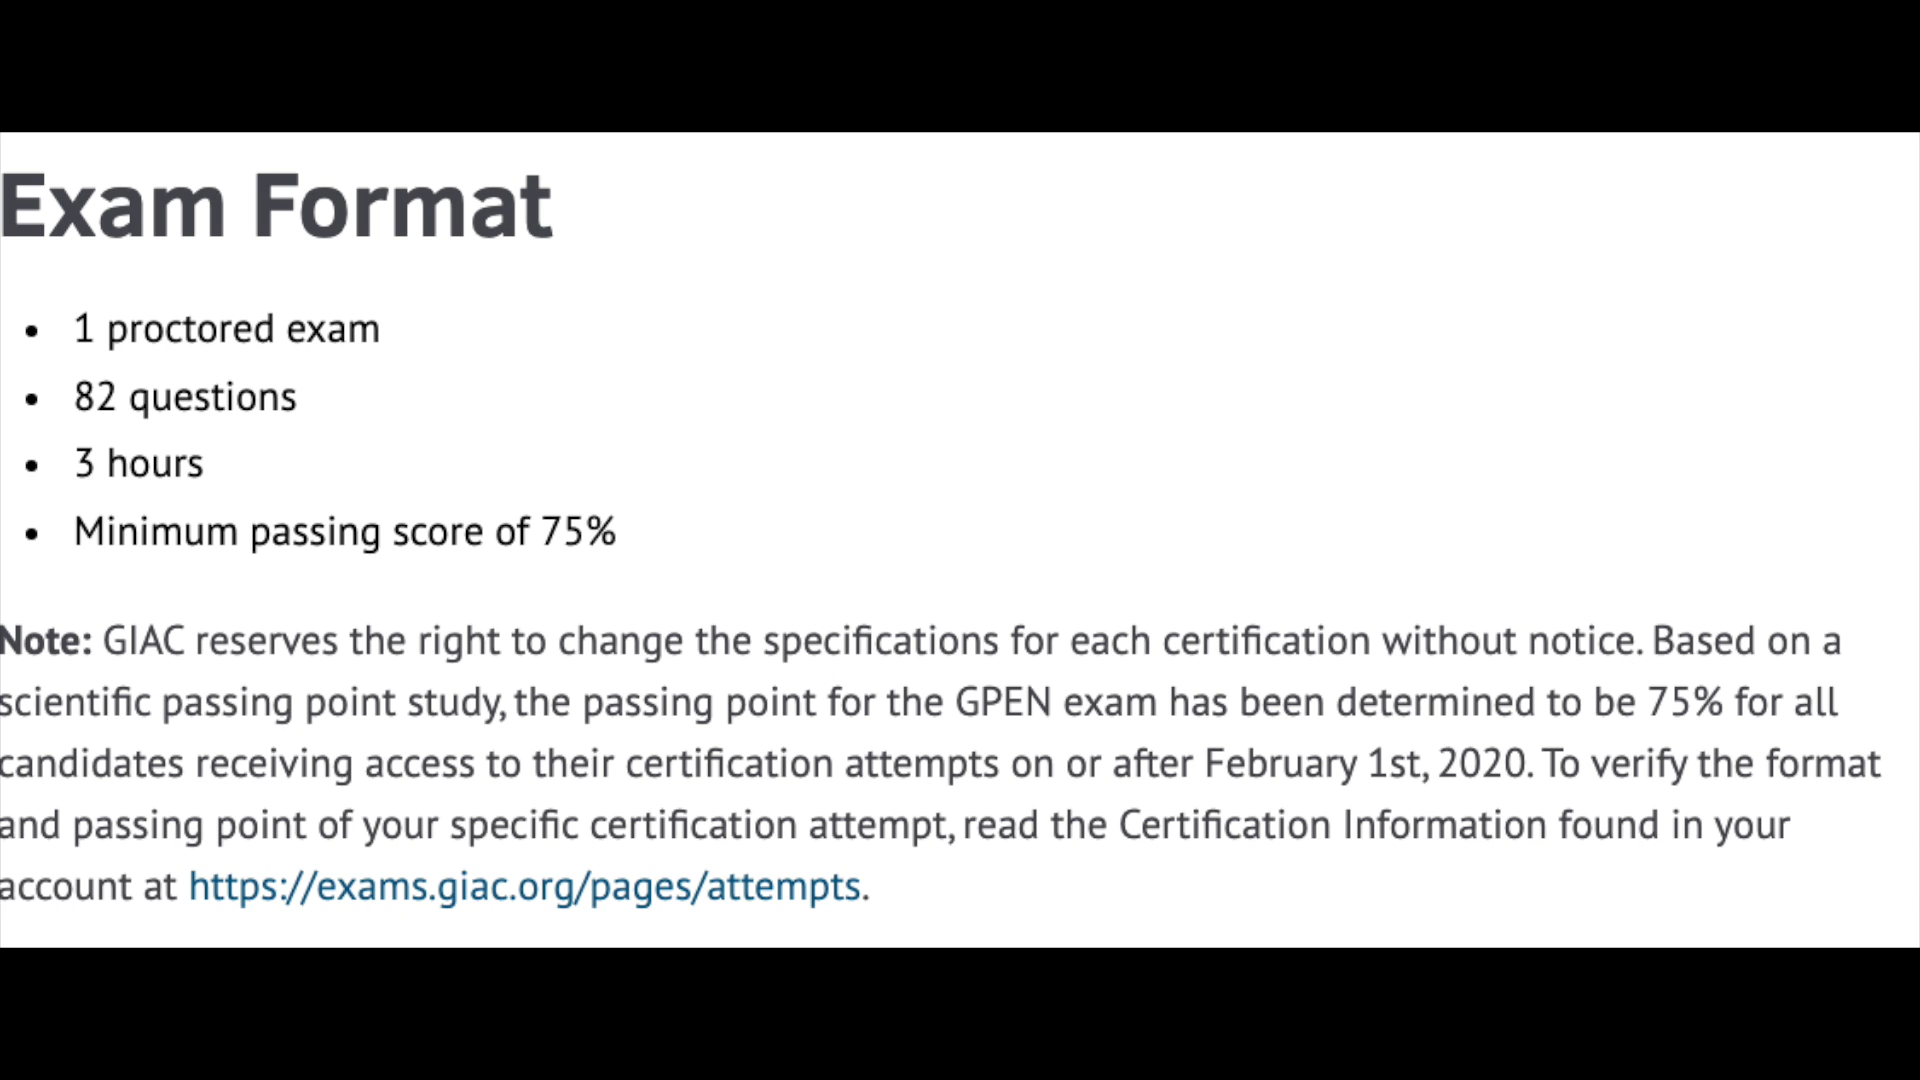 Exam Format
• 1 proctored exam
• 82 questions
• 3 hours
• Minimum passing score of 75%
Note: GIAC reserves the right to change the specifications for each certification without notice. Based on a
scientific passing point study, the passing point for the GPEN exam has been determined to be 75% for all
candidates receiving access to their certification attempts on or after February 1st, 2020. To verify the format
and passing point of your specific certification attempt, read the Certification Information found in your
account at https://exams.giac.org/pages/attempts.